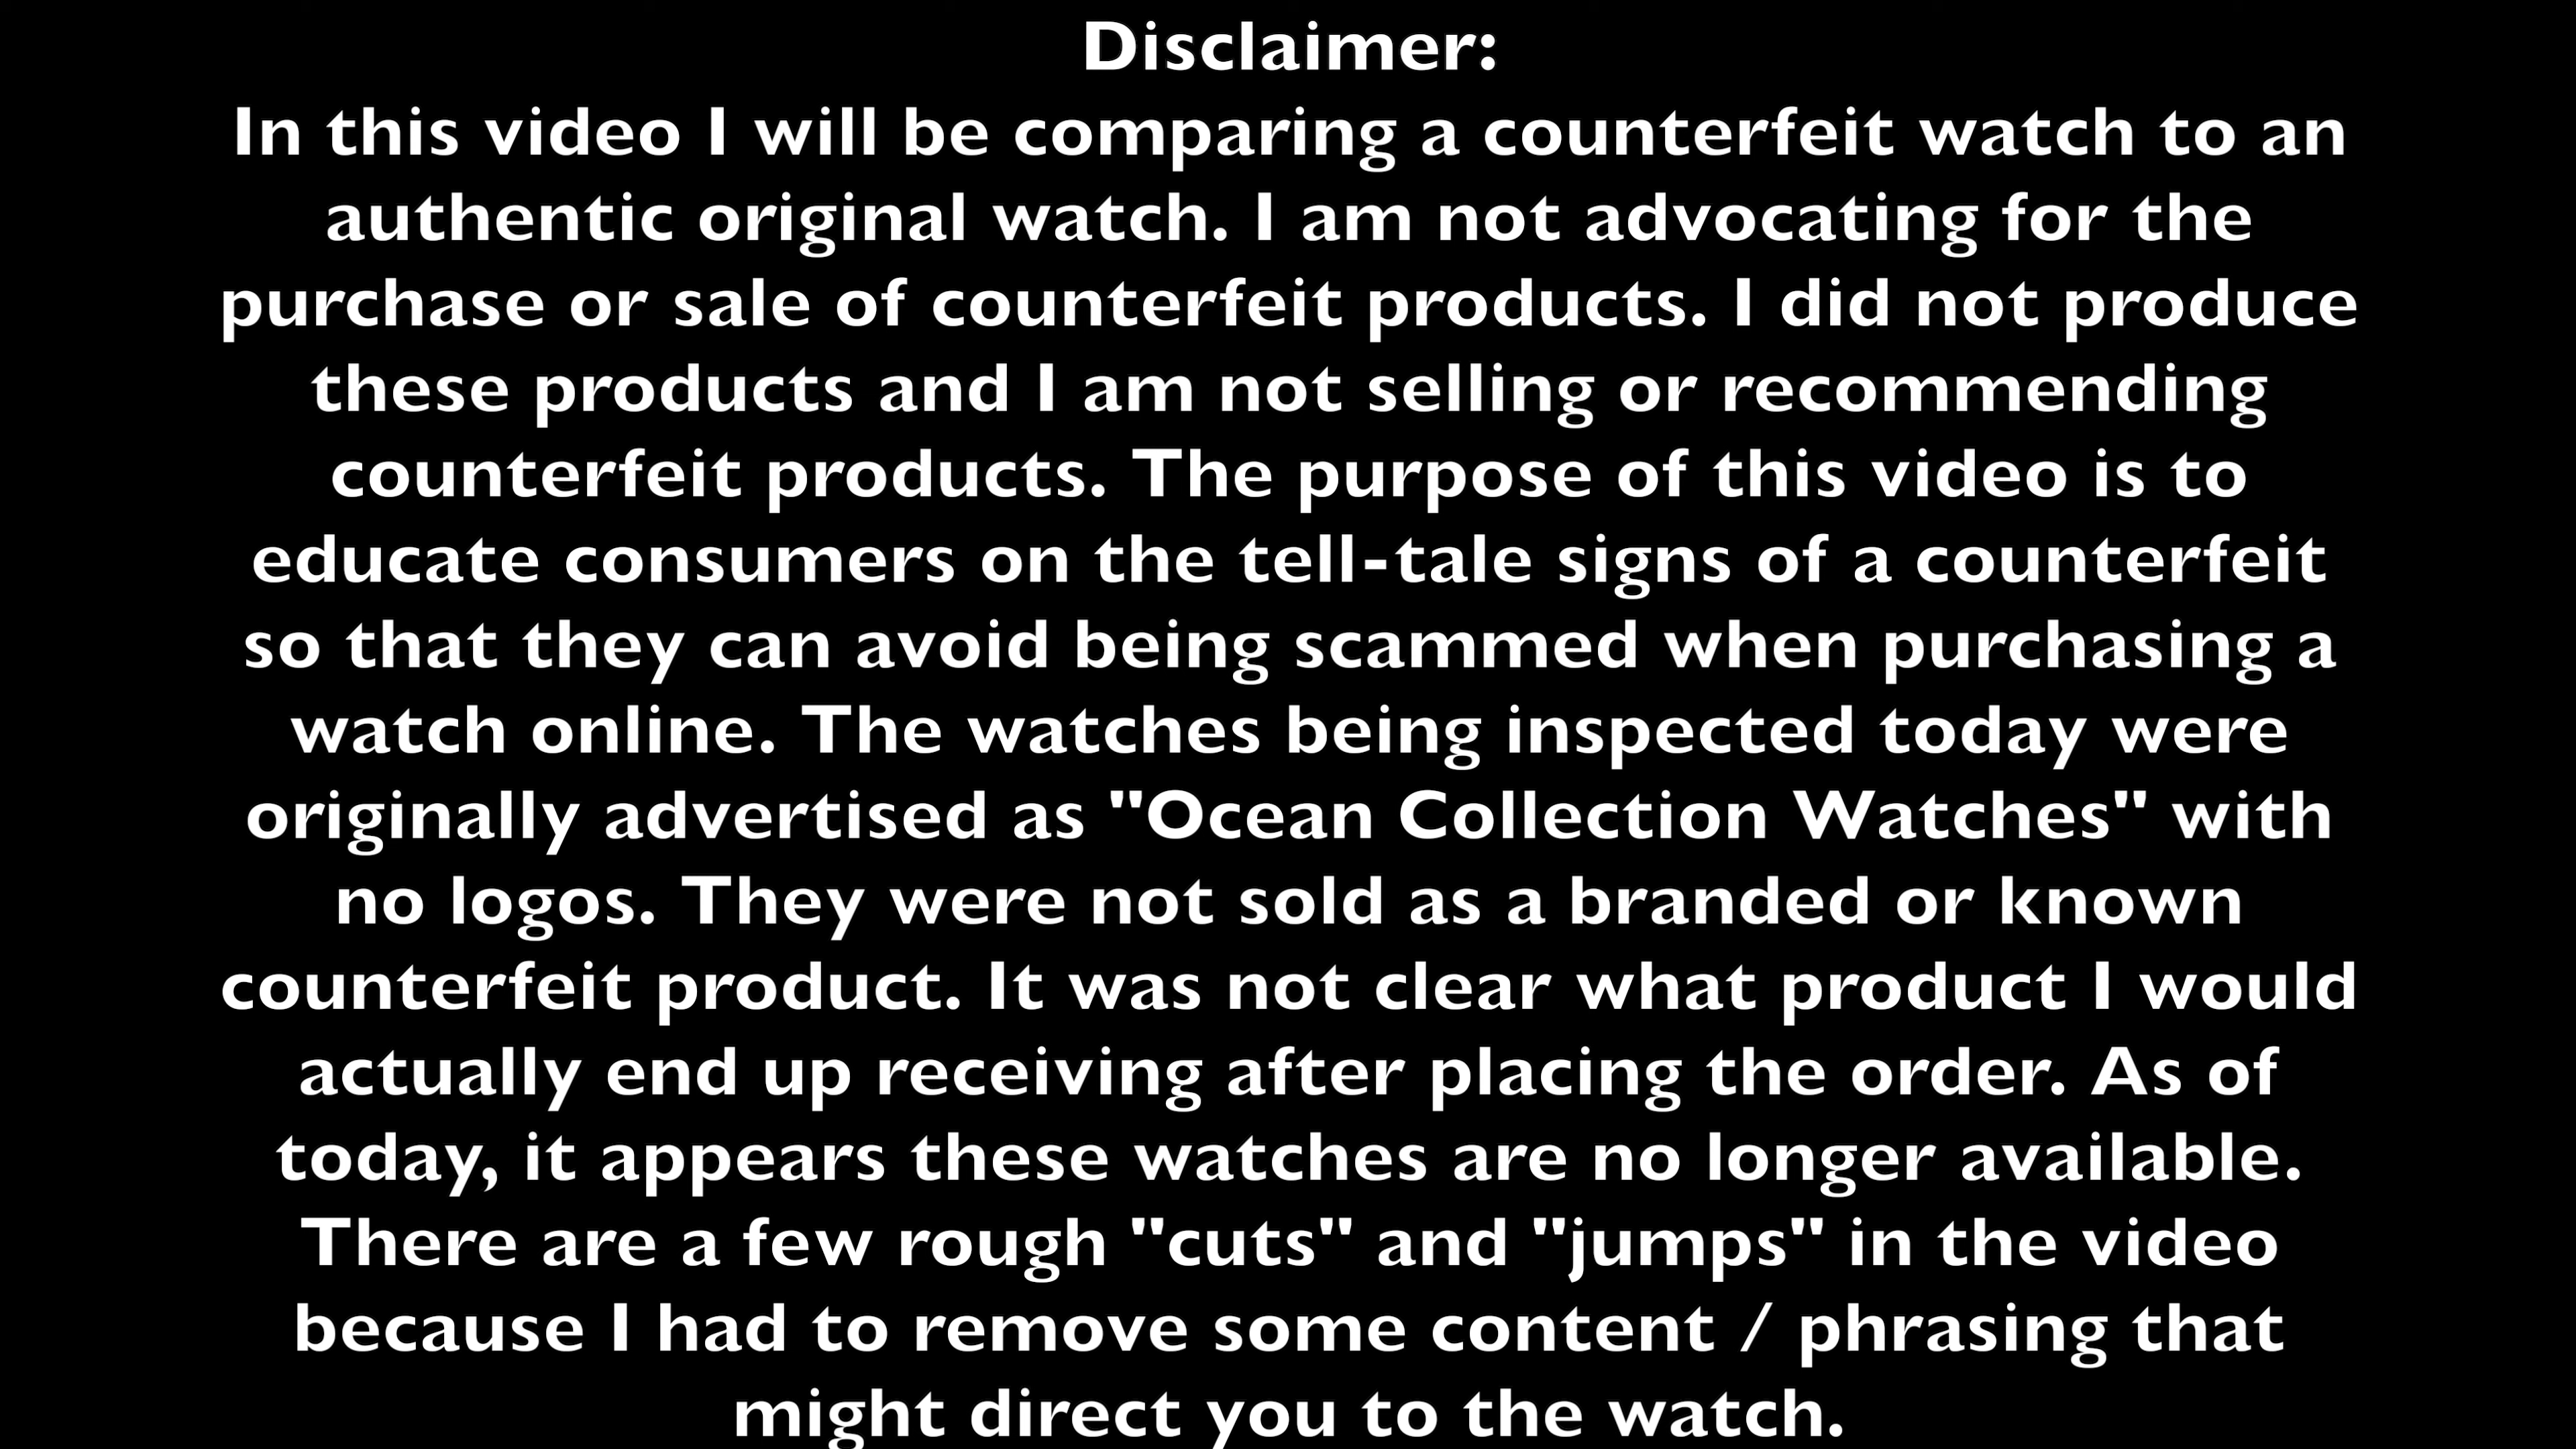 Disclaimer:
In this video I will be comparing a counterfeit watch to an
authentic original watch. I am not advocating for the
purchase or sale of counterfeit products. I did not produce
these products and I am not selling or recommending
counterfeit products. The purpose of this video is to
educate consumers on the tell-tale signs of a counterfeit
so that they can avoid being scammed when purchasing a
watch online. The watches being inspected today were
originally advertised as "Ocean Collection Watches" with
no logos. They were not sold as a branded or known
counterfeit product. It was not clear what product I would
actually end up receiving after placing the order. As of
today, it appears these watches are no longer available.
There are a few rough "cuts" and "jumps" in the video
because I had to remove some content / phrasing that
might direct you to the watch.